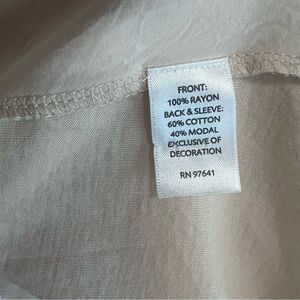 FRONT:
100% RAYON
BACK & SLEEVE:
60% COTTON
40% MODAL
EXCLUSIVE OF
DECORATION
RN 97641